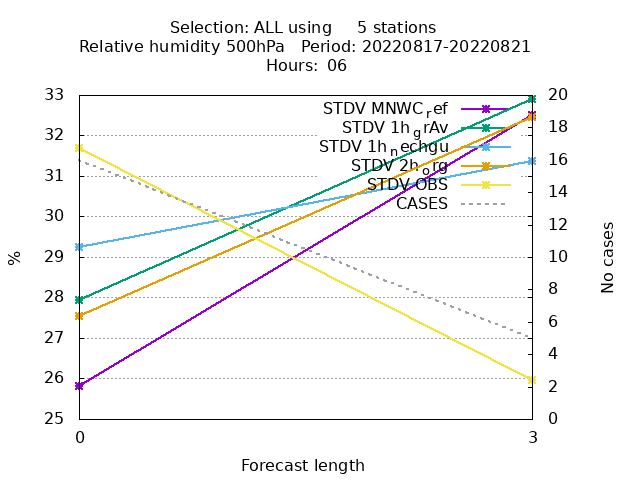 Selection: ALL using 5 stations
Relative humidity 500hPa Period: 20220817-20220821
Hours: 06
33
32
31
30
29
28
27
26
25
20
18
16
14
12
10
8
6
4
2
0
STDV MNWC_ref
STDV 1h_grAv
STDV 1h_nechgu
STDV 2h_org
STDV OBS
CASES
%
No cases
0 3
Forecast length